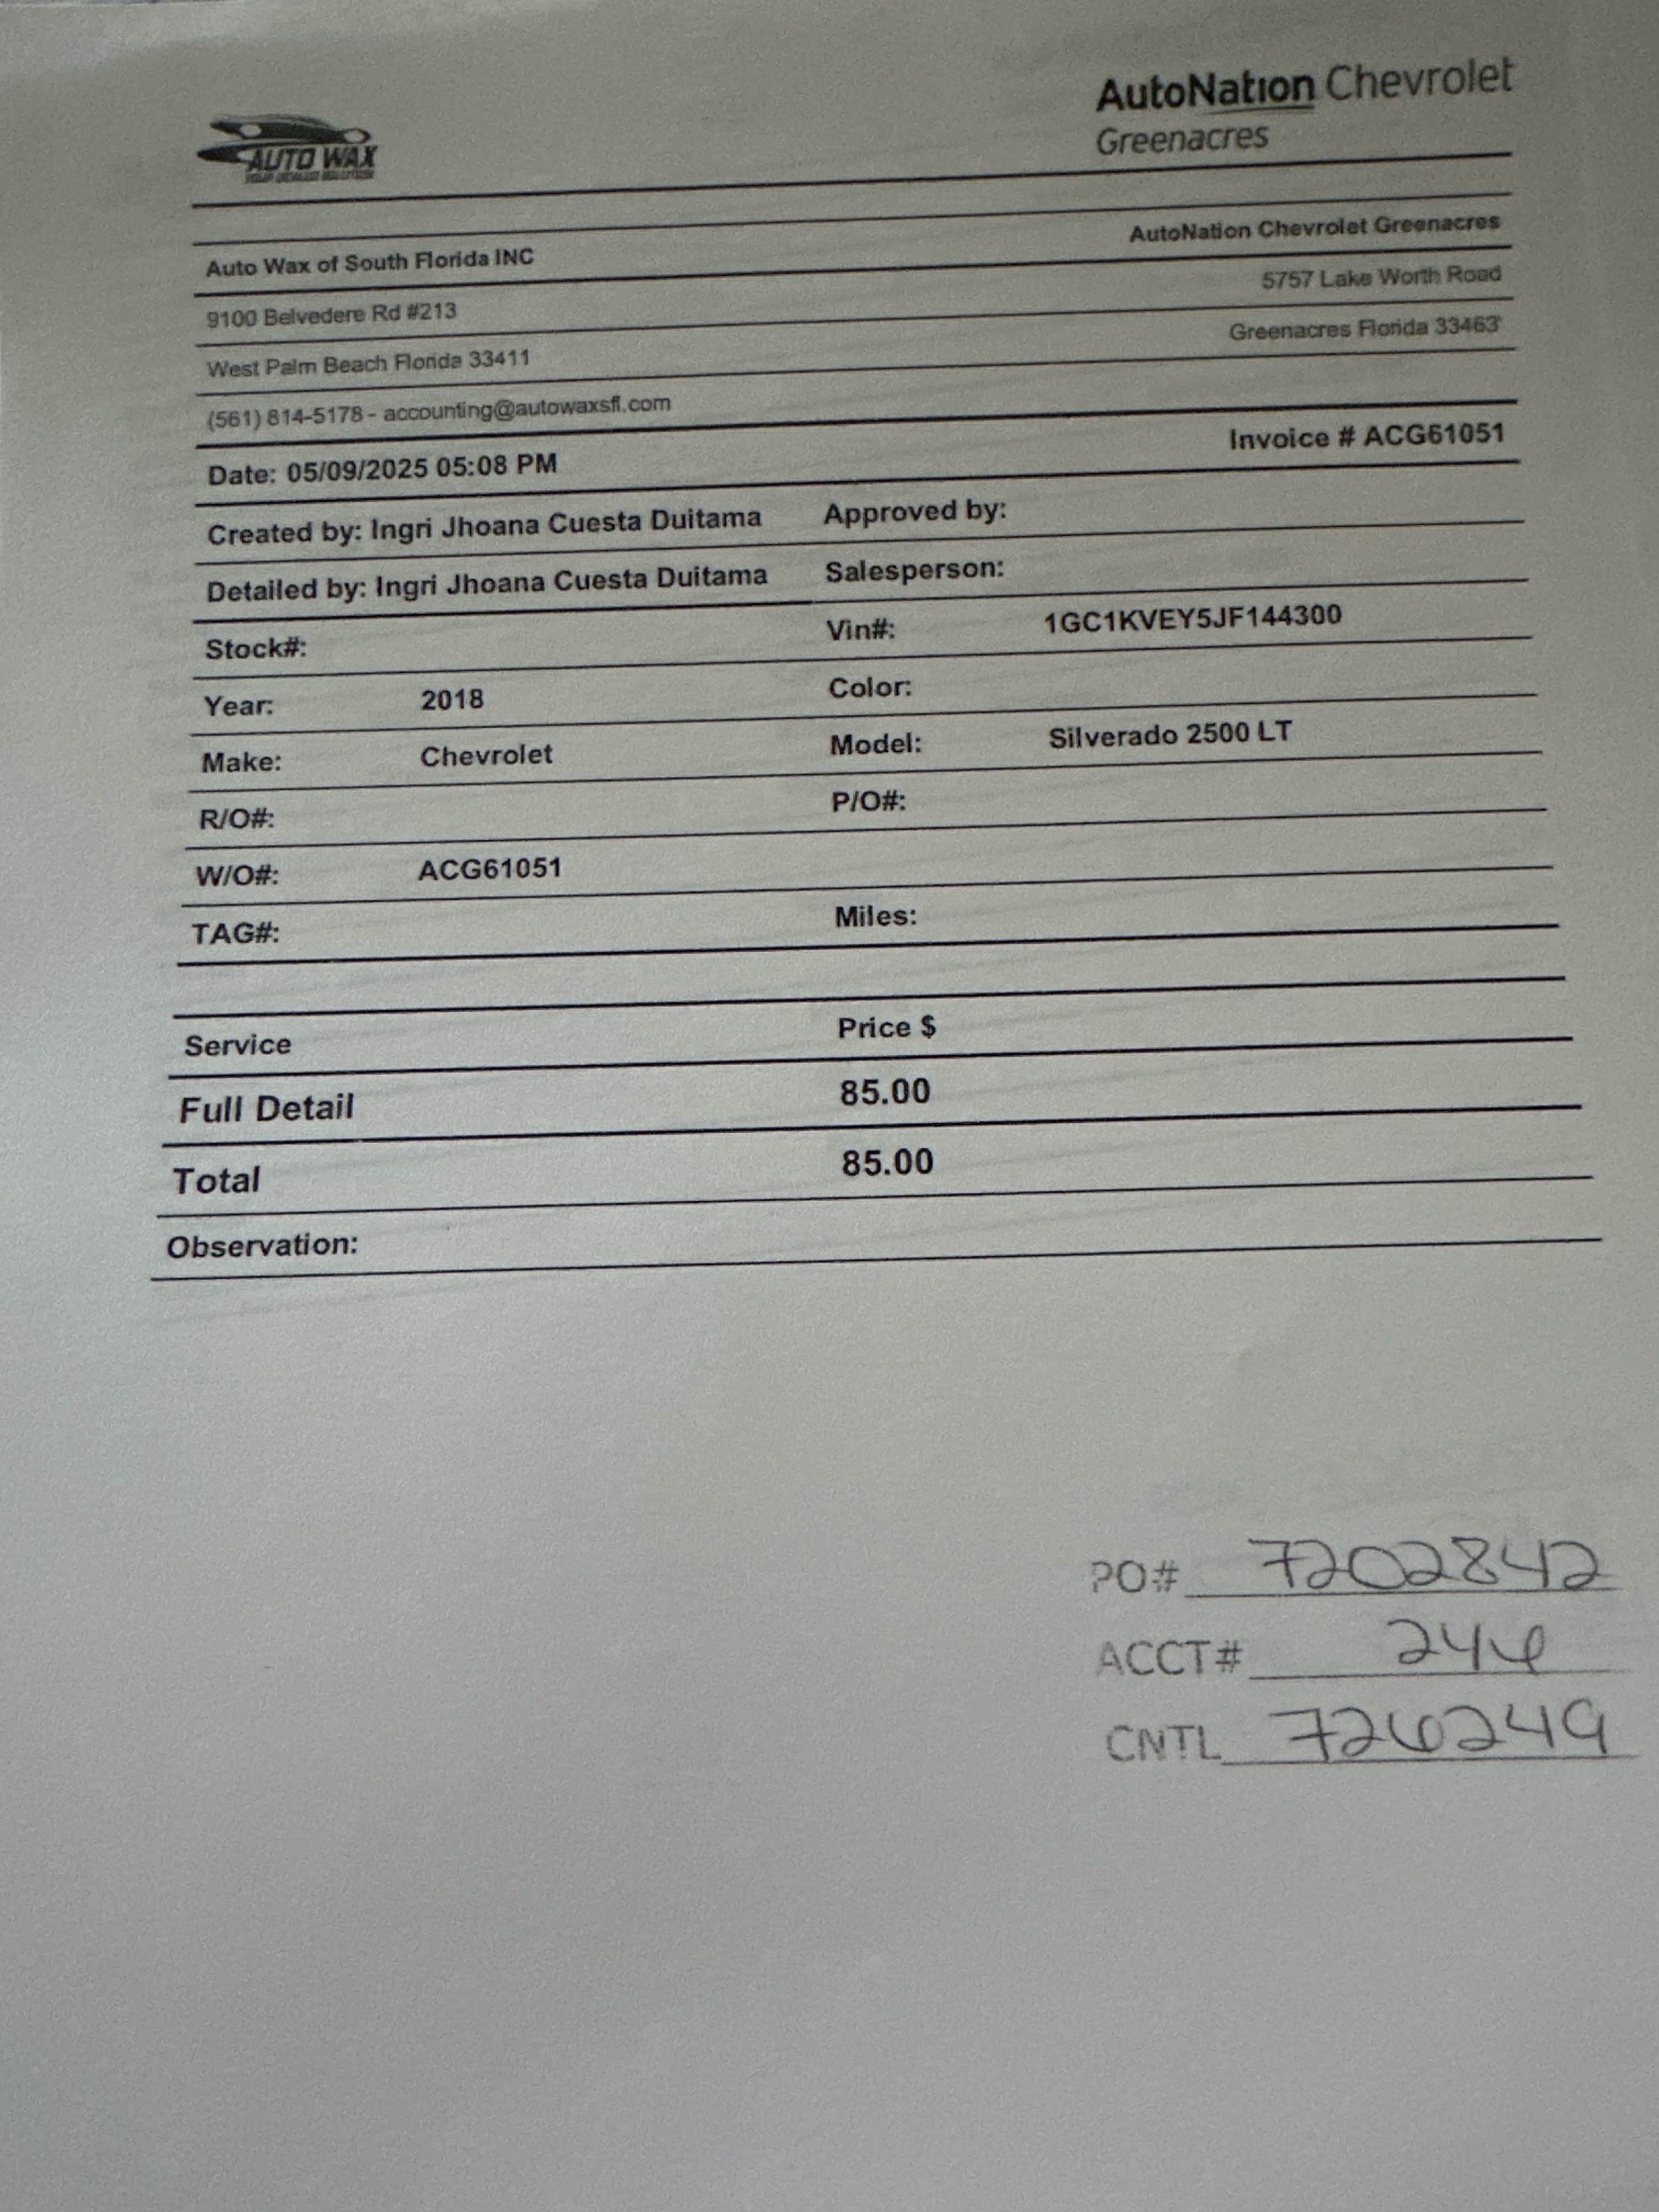 AUTO WAX
AutoNation Chevrolet
Greenacres
Auto Wax of South Florida INC
AutoNation Chevrolet Greenacres
9100 Belvedere Rd #213
5757 Lake Worth Road
West Palm Beach Florida 33411
Greenacres Florida 33463
(561) 814-5178 - accounting@autowaxsfl.com
Date: 05/09/2025 05:08 PM
Invoice # ACG61051
Created by: Ingri Jhoana Cuesta Duitama Approved by:
Detailed by: Ingri Jhoana Cuesta Duitama Salesperson:
Stock#: Vin#: 1GC1KVEY5JF144300
Year: 2018 Color:
Make: Chevrolet Model: Silverado 2500 LT
R/O#: P/O#:
W/O#: ACG61051
TAG#: Miles:
Service Price $
Full Detail 85.00
Total 85.00
Observation:
PO# 7202842
ACCT# 246
CNTL 726249